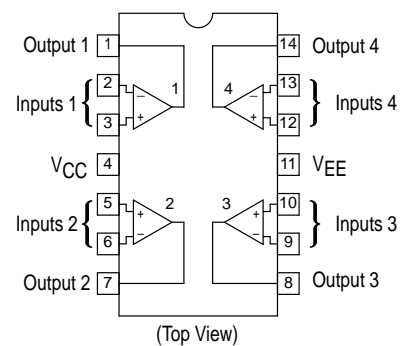 Output 1 1 14 Output 4
2 1 4 13
Inputs 1 { − − } Inputs 4
3 + + 12
VCC 4 11 VEE
5 2 3 10
Inputs 2 { + + } Inputs 3
6 − − 9
Output 2 7 8 Output 3
(Top View)